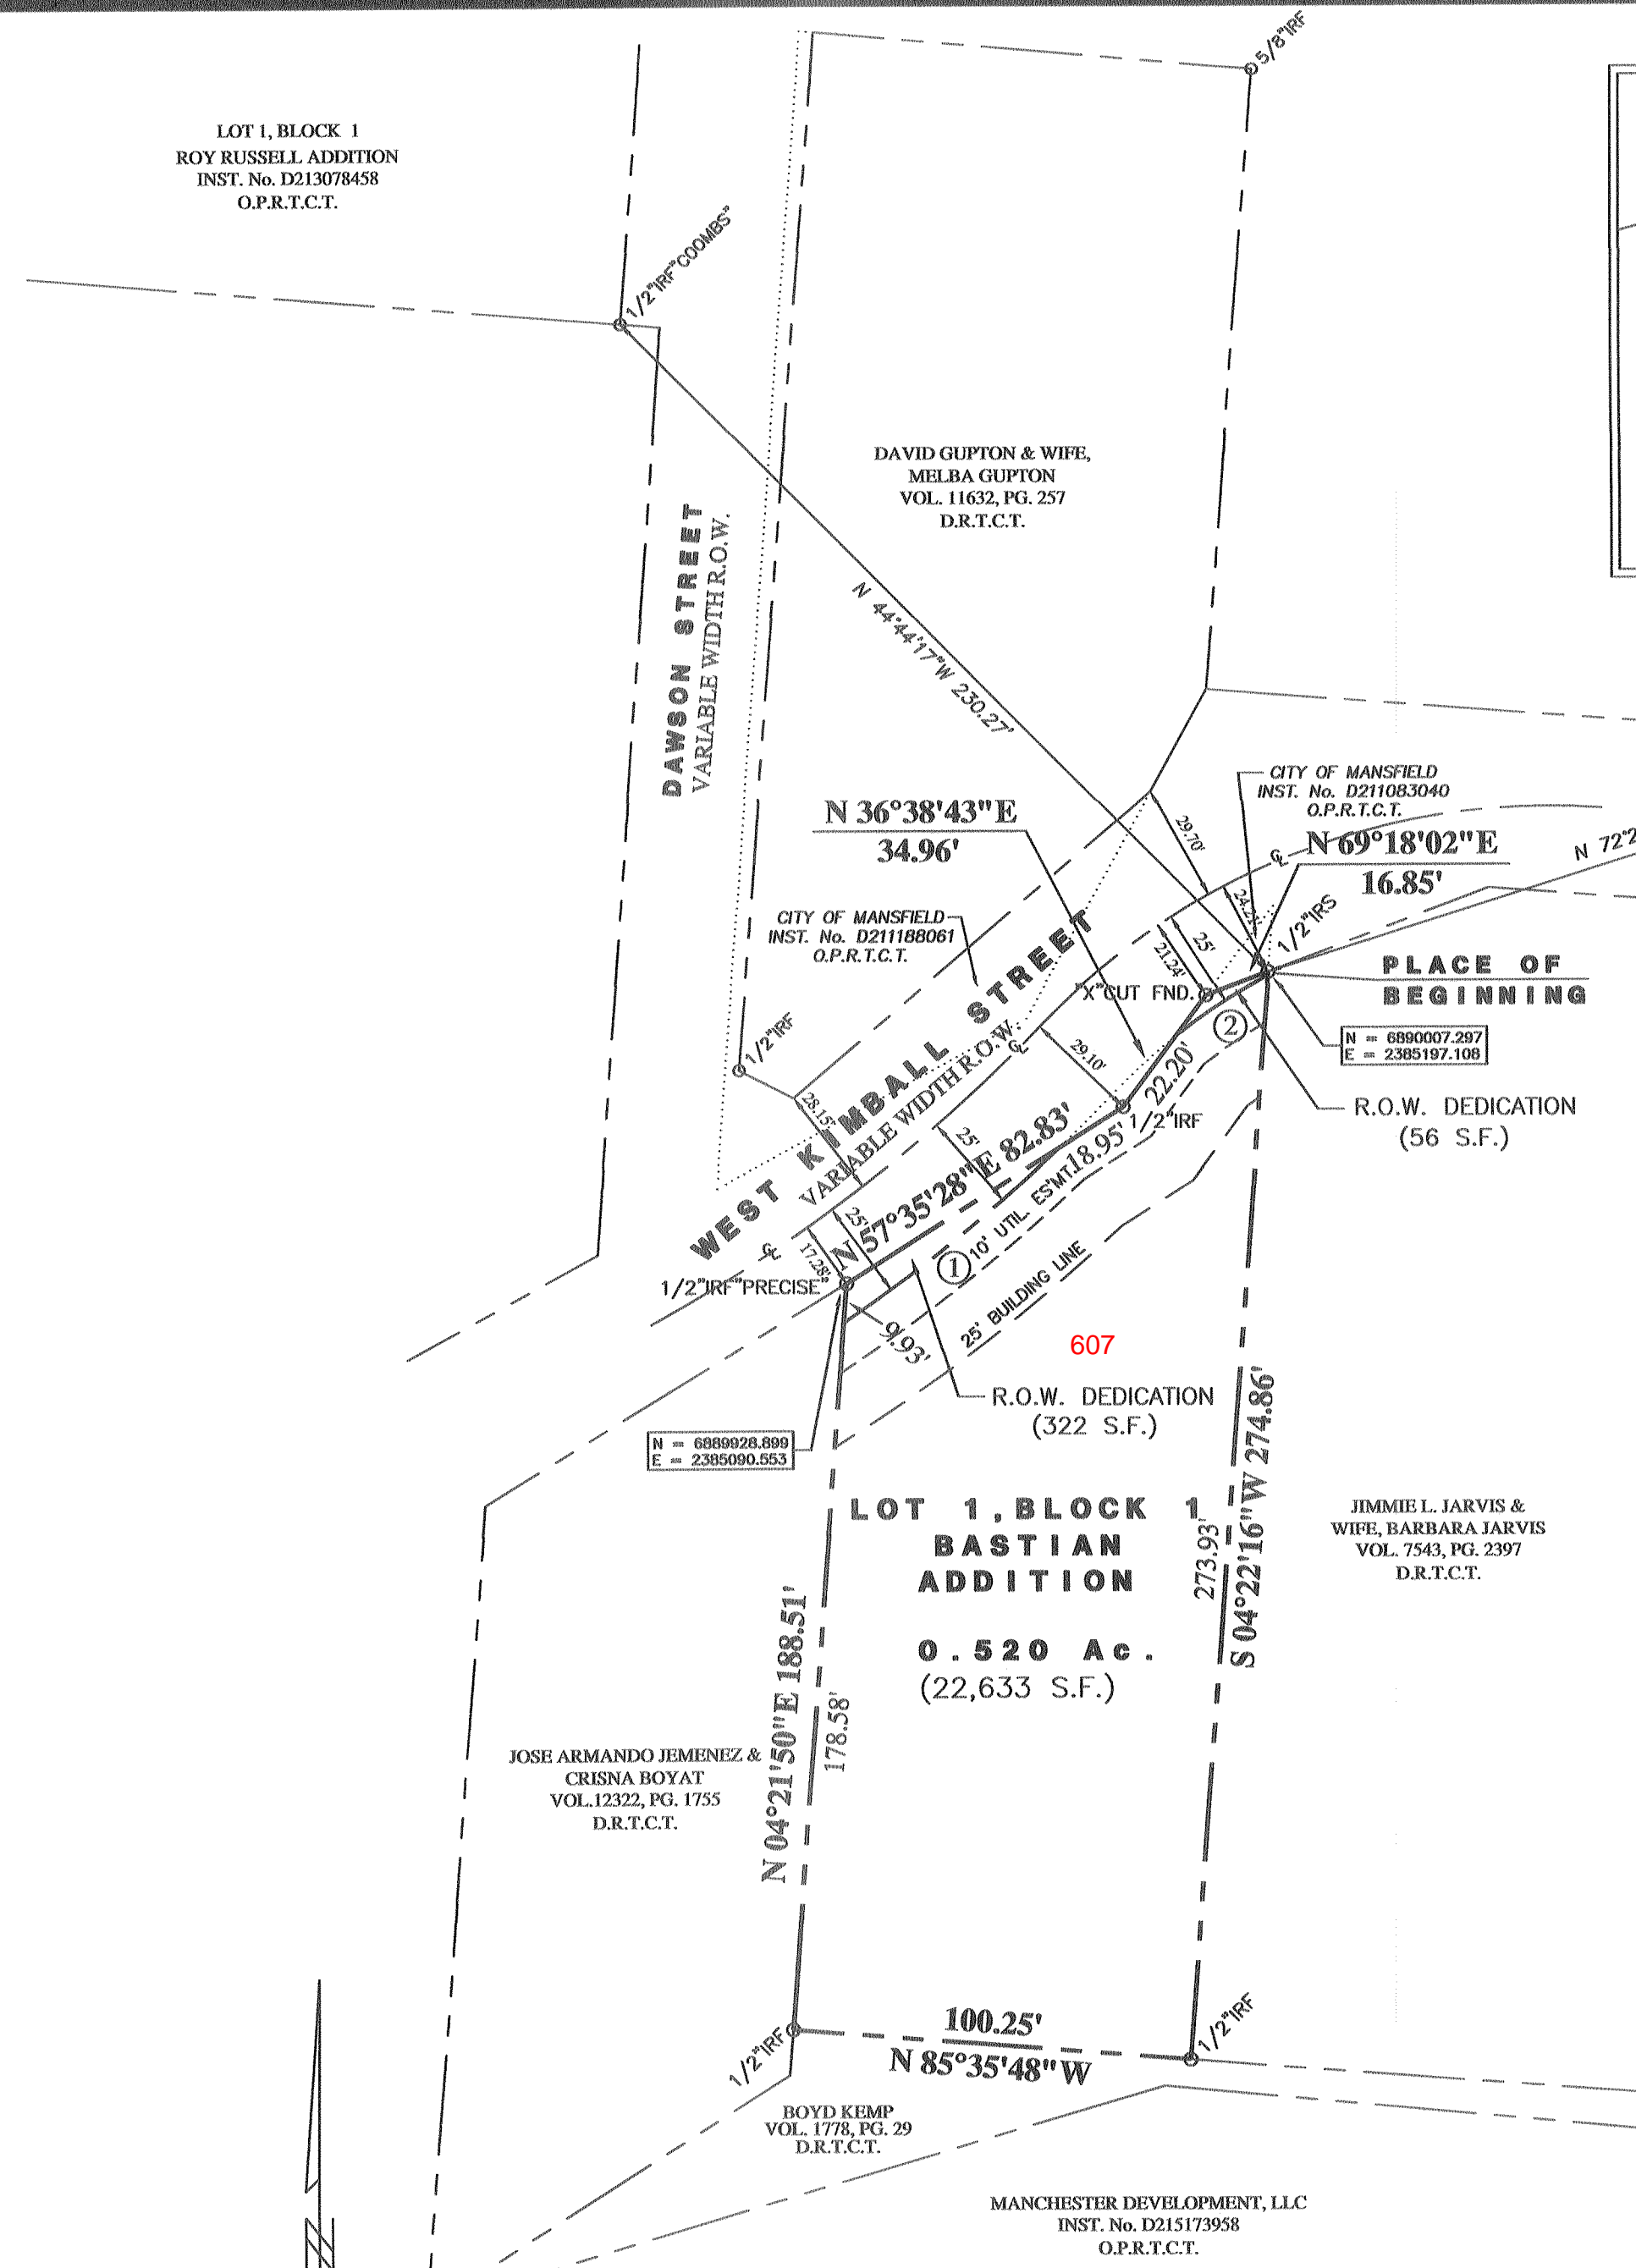 5/8"IRF
LOT 1, BLOCK 1
ROY RUSSELL ADDITION
INST. No. D213078458
O.P.R.T.C.T.
1/2"IRF"COOMBS"
DAVID GUPTON & WIFE,
MELBA GUPTON
VOL. 11632, PG. 257
D.R.T.C.T.
DAWSON STREET
VARIABLE WIDTH R.O.W.
N 44°44'17"W 230.27'
CITY OF MANSFIELD
INST. No. D211083040
O.P.R.T.C.T.
N 36°38'43"E
34.96'
29.70'
N 69°18'02"E
16.85'
N 72°2
24.21'
CITY OF MANSFIELD
INST. No. D211188061
O.P.R.T.C.T.
25'
21.24'
1/2"IRS
"X"CUT FND.
PLACE OF
BEGINNING
2
N = 6890007.297
E = 2385197.108
WEST KIMBALL STREET
VARIABLE WIDTH R.O.W.
1/2"IRF
29.10'
22.20'
R.O.W. DEDICATION
(56 S.F.)
28.15'
1/2"IRF
25'
N 57°35'28"E 82.83'
18.95'
10' UTIL. ES'MT.
25'
17.28'
1
1/2"IRF"PRECISE"
25' BUILDING LINE
9.93'
607
R.O.W. DEDICATION
(322 S.F.)
N = 6889928.899
E = 2385090.553
LOT 1, BLOCK 1
BASTIAN
ADDITION
0.520 Ac.
(22,633 S.F.)
273.93'
S 04°22'16"W 274.86'
JIMMIE L. JARVIS &
WIFE, BARBARA JARVIS
VOL. 7543, PG. 2397
D.R.T.C.T.
N 04°21'50"E 188.51'
178.58'
JOSE ARMANDO JEMENEZ &
CRISNA BOYAT
VOL.12322, PG. 1755
D.R.T.C.T.
1/2"IRF
100.25'
N 85°35'48"W
1/2"IRF
BOYD KEMP
VOL. 1778, PG. 29
D.R.T.C.T.
MANCHESTER DEVELOPMENT, LLC
INST. No. D215173958
O.P.R.T.C.T.